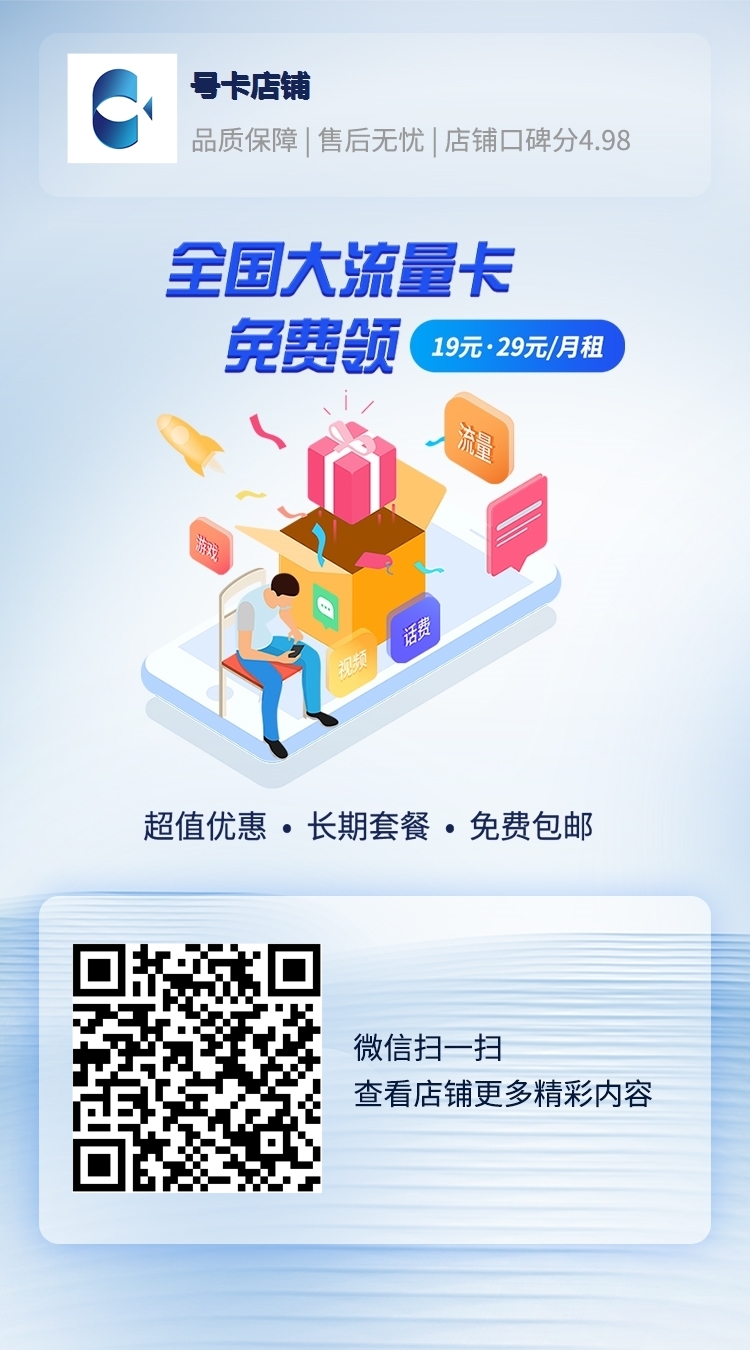 号卡店铺
品质保障 | 售后无忧 | 店铺口碑分4.98
全国大流量卡
免费领
19元·29元/月租
流量
游戏
话费
视频
超值优惠 • 长期套餐 • 免费包邮
微信扫一扫
查看店铺更多精彩内容